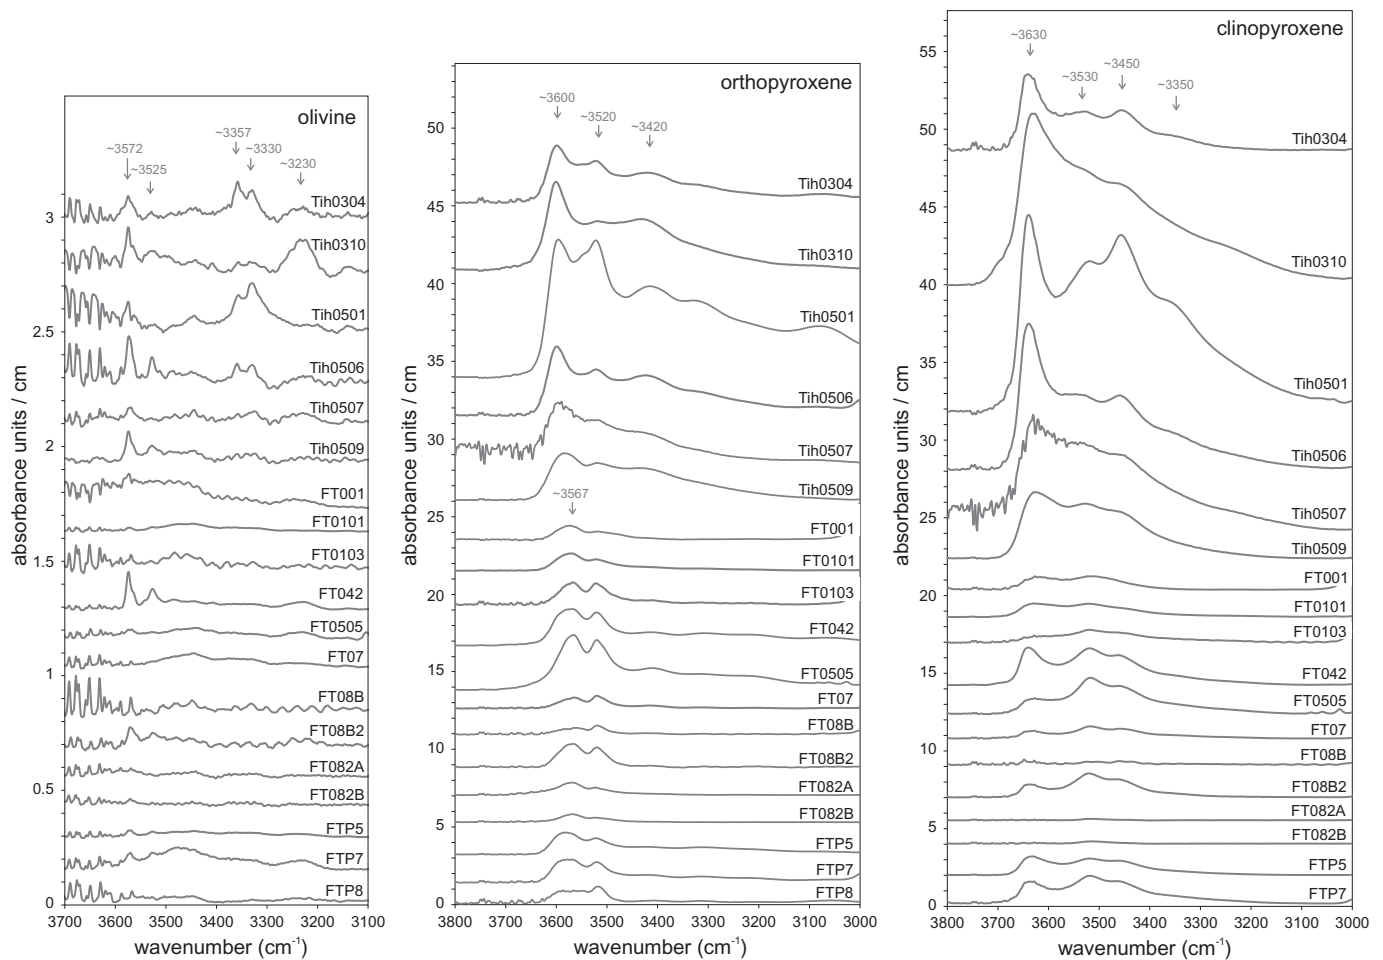 olivine
~3572
~3525
~3357
~3330
~3230
Tih0304
Tih0310
Tih0501
Tih0506
Tih0507
Tih0509
FT001
FT0101
FT0103
FT042
FT0505
FT07
FT08B
FT08B2
FT082A
FT082B
FTP5
FTP7
FTP8
3
2.5
2
1.5
1
0.5
0
absorbance units / cm
3700 3600 3500 3400 3300 3200 3100
wavenumber (cm-1)
orthopyroxene
~3600
~3520
~3420
Tih0304
Tih0310
Tih0501
Tih0506
Tih0507
Tih0509
~3567
FT001
FT0101
FT0103
FT042
FT0505
FT07
FT08B
FT08B2
FT082A
FT082B
FTP5
FTP7
FTP8
50
45
40
35
30
25
20
15
10
5
0
absorbance units / cm
3800 3700 3600 3500 3400 3300 3200 3100 3000
wavenumber (cm-1)
clinopyroxene
~3630
~3530
~3450
~3350
Tih0304
Tih0310
Tih0501
Tih0506
Tih0507
Tih0509
FT001
FT0101
FT0103
FT042
FT0505
FT07
FT08B
FT08B2
FT082A
FT082B
FTP5
FTP7
55
50
45
40
35
30
25
20
15
10
5
0
absorbance units / cm
3800 3700 3600 3500 3400 3300 3200 3100 3000
wavenumber (cm-1)